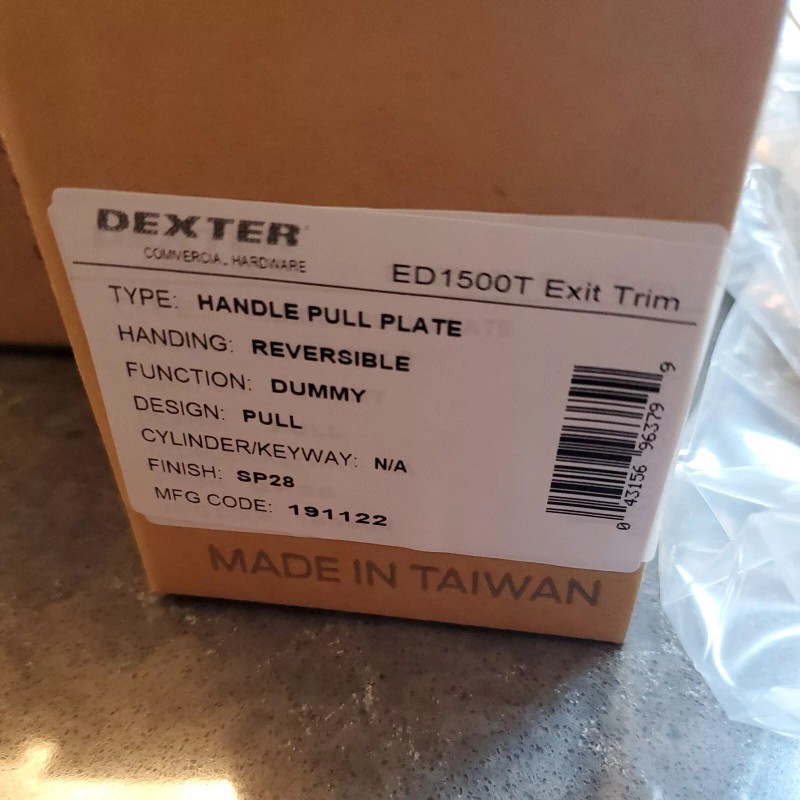 DEXTER
COMMERCIAL HARDWARE
ED1500T Exit Trim
TYPE: HANDLE PULL PLATE
HANDING: REVERSIBLE
FUNCTION: DUMMY
DESIGN: PULL
CYLINDER/KEYWAY: N/A
FINISH: SP28
MFG CODE: 191122
0 43156 96379 9
MADE IN TAIWAN